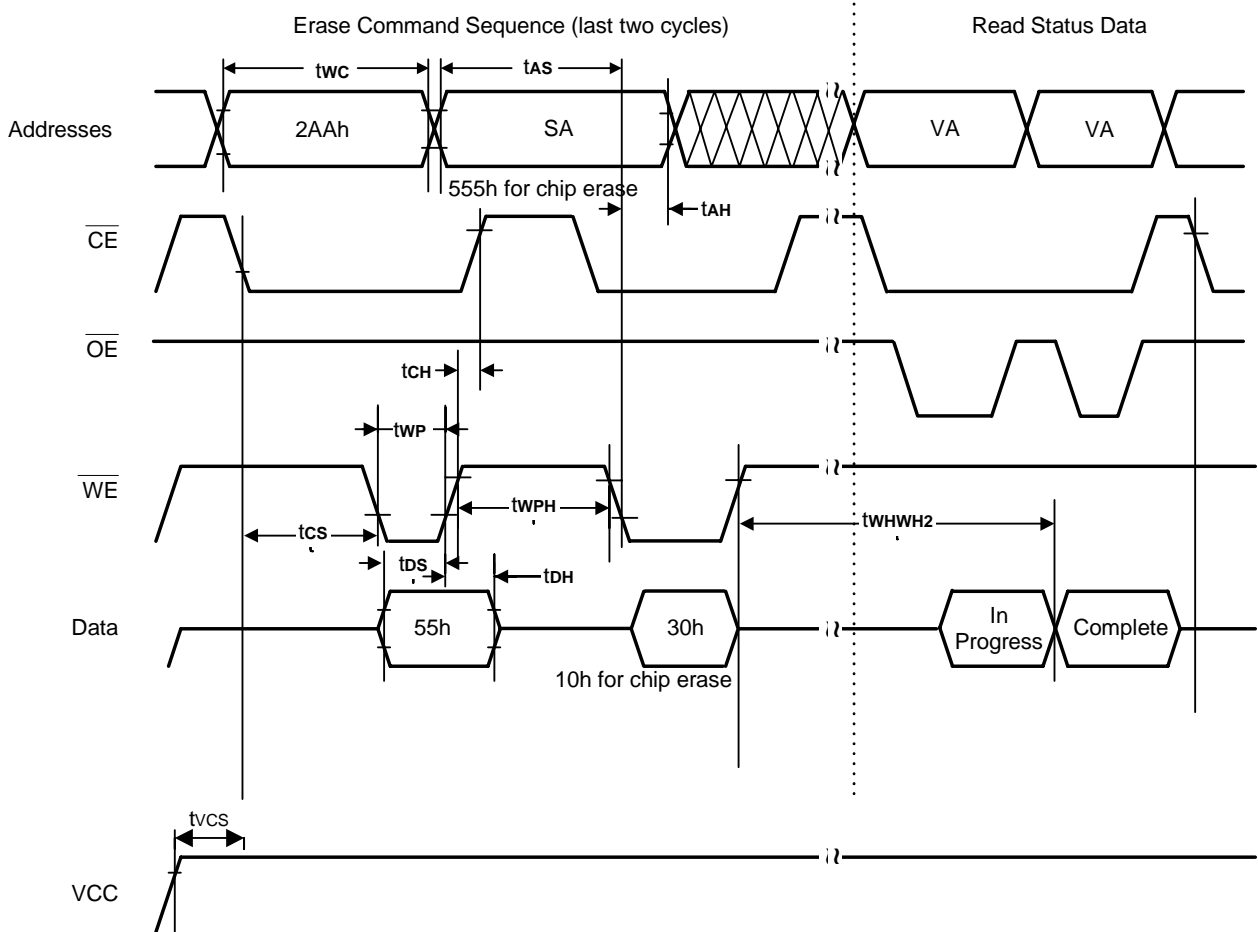 Erase Command Sequence (last two cycles)
Read Status Data
tWC
tAS
Addresses
2AAh
SA
VA
VA
555h for chip erase
tAH
CE
OE
tCH
tWP
WE
tWPH
tWHWH2
tCS
tDS
tDH
Data
55h
30h
In
Progress
Complete
10h for chip erase
tVCS
VCC